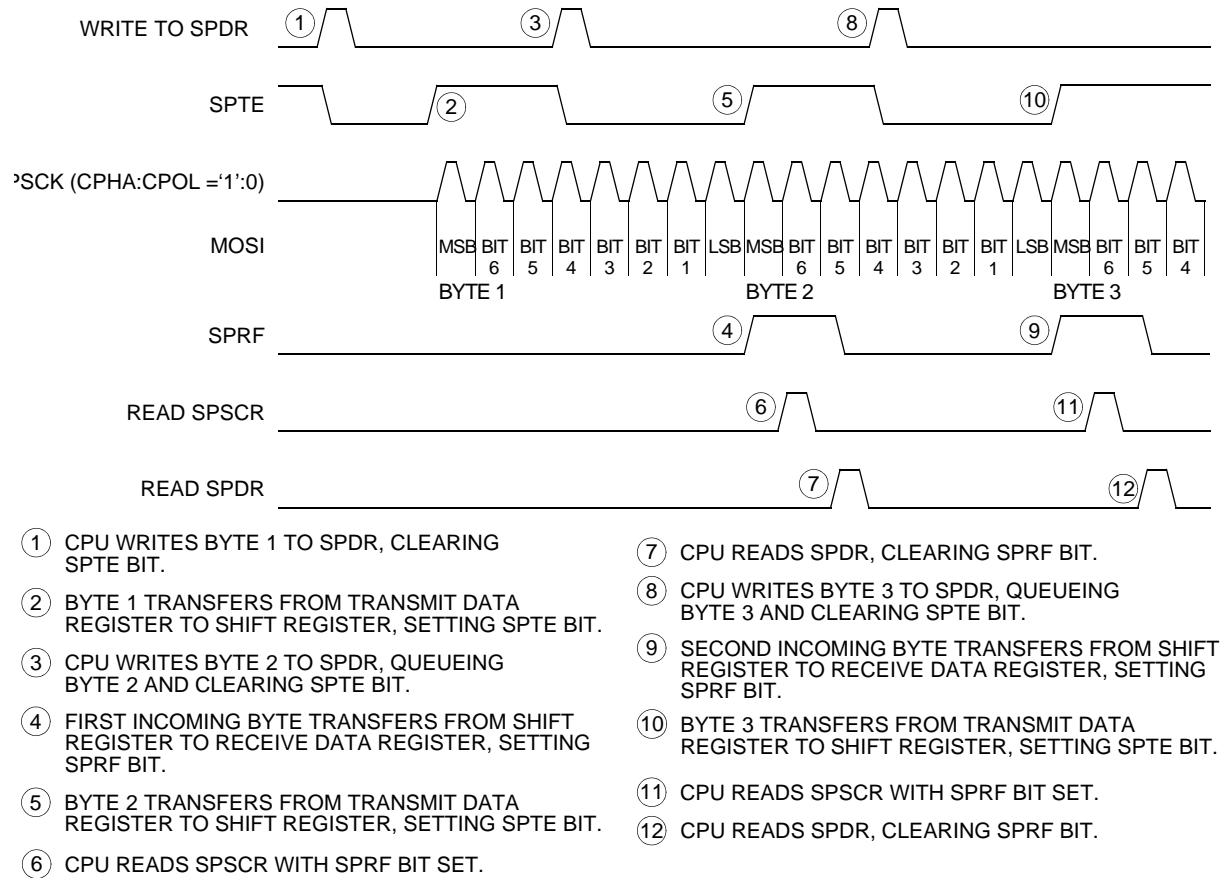 WRITE TO SPDR ① ③ ⑧
SPTE ② ⑤ ⑩
PSCK (CPHA:CPOL =‘1’:0)
MOSI
MSB BIT 6 BIT 5 BIT 4 BIT 3 BIT 2 BIT 1 LSB MSB BIT 6 BIT 5 BIT 4 BIT 3 BIT 2 BIT 1 LSB MSB BIT 6 BIT 5 BIT 4
BYTE 1 BYTE 2 BYTE 3
SPRF ④ ⑨
READ SPSCR ⑥ ⑪
READ SPDR ⑦ ⑫
① CPU WRITES BYTE 1 TO SPDR, CLEARING
SPTE BIT.
② BYTE 1 TRANSFERS FROM TRANSMIT DATA
REGISTER TO SHIFT REGISTER, SETTING SPTE BIT.
③ CPU WRITES BYTE 2 TO SPDR, QUEUEING
BYTE 2 AND CLEARING SPTE BIT.
④ FIRST INCOMING BYTE TRANSFERS FROM SHIFT
REGISTER TO RECEIVE DATA REGISTER, SETTING
SPRF BIT.
⑤ BYTE 2 TRANSFERS FROM TRANSMIT DATA
REGISTER TO SHIFT REGISTER, SETTING SPTE BIT.
⑥ CPU READS SPSCR WITH SPRF BIT SET.
⑦ CPU READS SPDR, CLEARING SPRF BIT.
⑧ CPU WRITES BYTE 3 TO SPDR, QUEUEING
BYTE 3 AND CLEARING SPTE BIT.
⑨ SECOND INCOMING BYTE TRANSFERS FROM SHIFT
REGISTER TO RECEIVE DATA REGISTER, SETTING
SPRF BIT.
⑩ BYTE 3 TRANSFERS FROM TRANSMIT DATA
REGISTER TO SHIFT REGISTER, SETTING SPTE BIT.
⑪ CPU READS SPSCR WITH SPRF BIT SET.
⑫ CPU READS SPDR, CLEARING SPRF BIT.